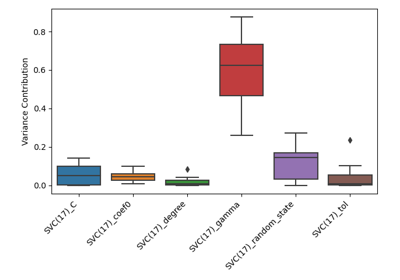 0.8
0.6
0.4
0.2
0.0
Variance Contribution
SVC(17)_C
SVC(17)_coef0
SVC(17)_degree
SVC(17)_gamma
SVC(17)_random_state
SVC(17)_tol